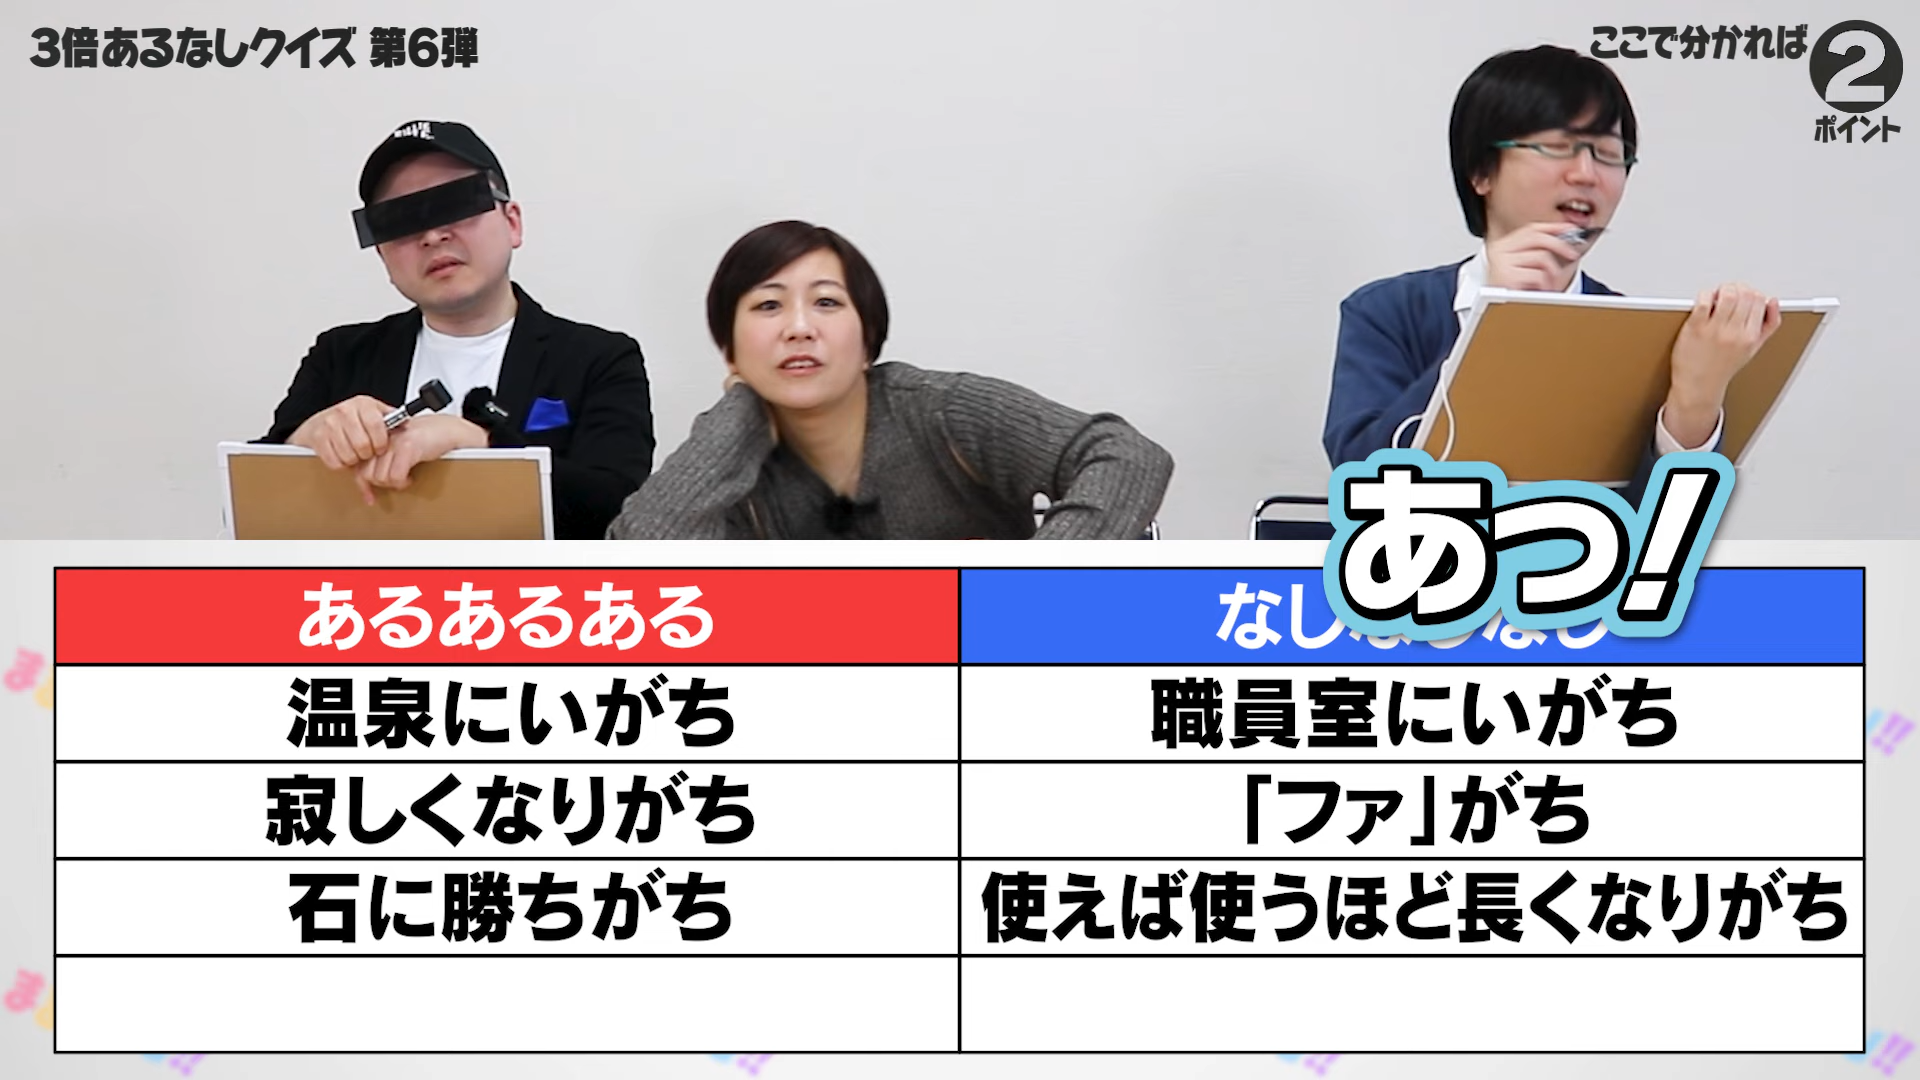 3倍あるなしクイズ 第6弾
ここで分かれば
2
ポイント
あっ!
あるあるある
温泉にいがち
職員室にいがち
寂しくなりがち
「ファ」がち
石に勝ちがち
使えば使うほど長くなりがち